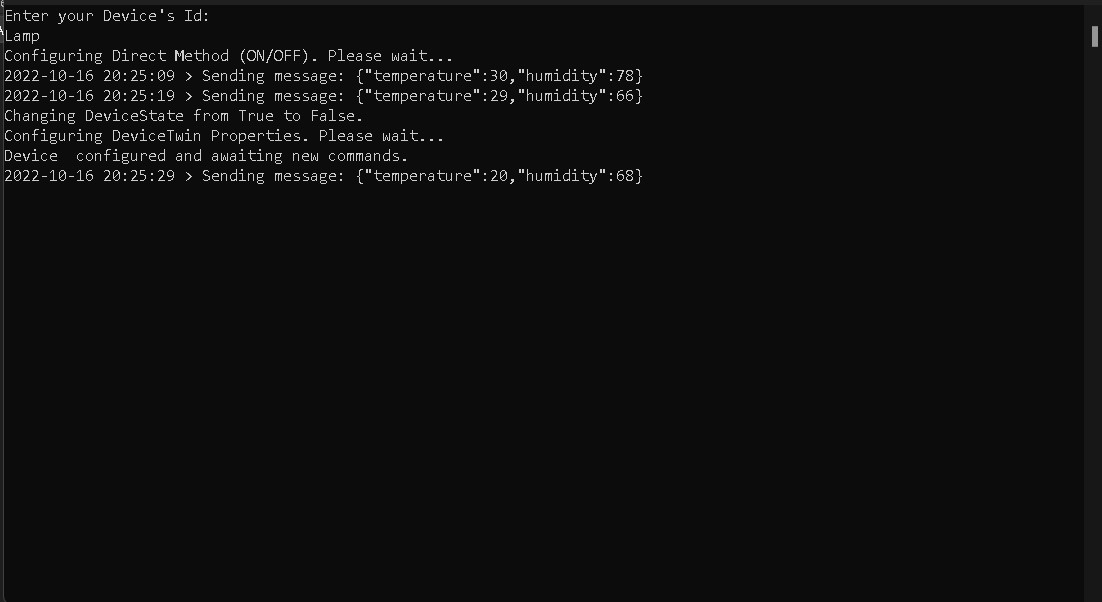 Enter your Device's Id:
Lamp
Configuring Direct Method (ON/OFF). Please wait...
2022-10-16 20:25:09 > Sending message: {"temperature":30,"humidity":78}
2022-10-16 20:25:19 > Sending message: {"temperature":29,"humidity":66}
Changing DeviceState from True to False.
Configuring DeviceTwin Properties. Please wait...
Device  configured and awaiting new commands.
2022-10-16 20:25:29 > Sending message: {"temperature":20,"humidity":68}